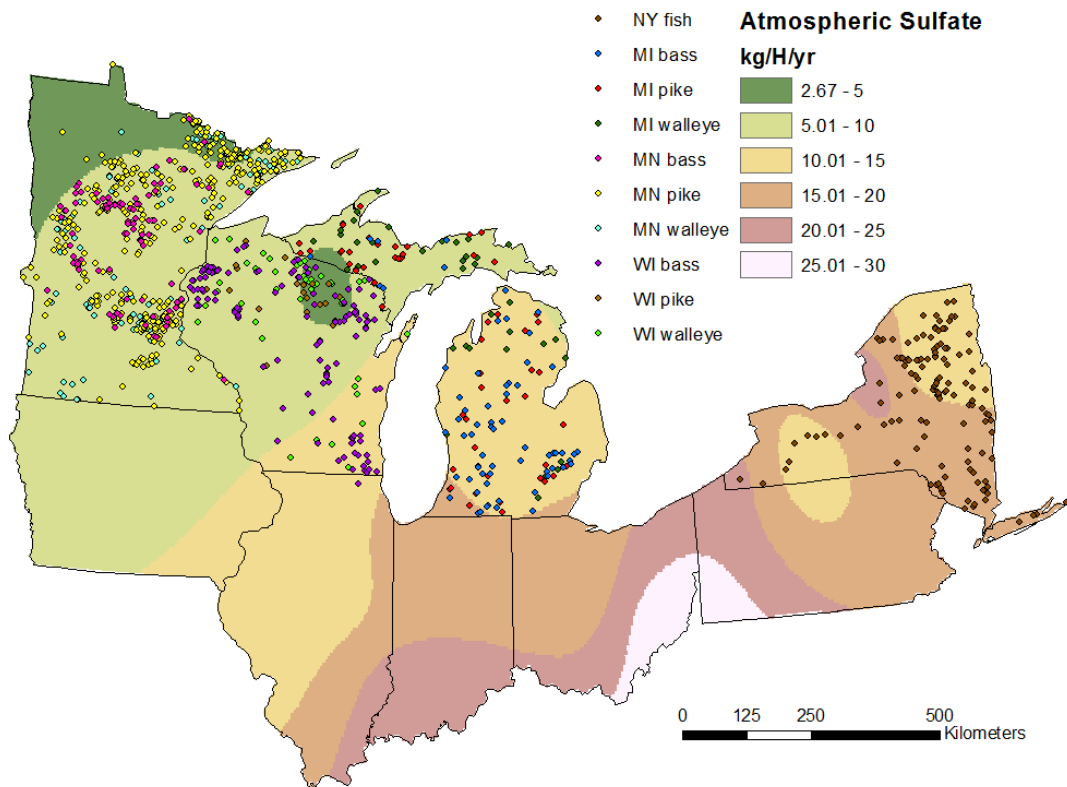 NY fish
MI bass
MI pike
MI walleye
MN bass
MN pike
MN walleye
WI bass
WI pike
WI walleye
Atmospheric Sulfate
kg/H/yr
2.67 - 5
5.01 - 10
10.01 - 15
15.01 - 20
20.01 - 25
25.01 - 30
0 125 250 500
Kilometers